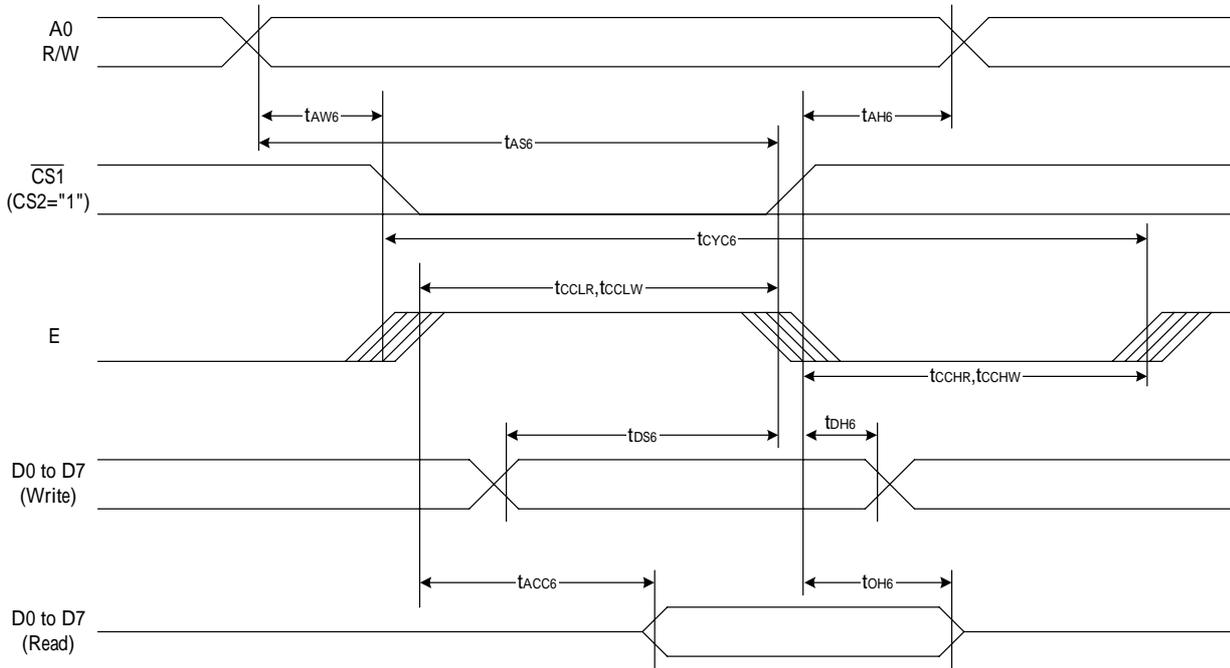 A0
R/W
tAW6
tAH6
tAS6
CS1
(CS2="1")
tCYC6
tCCLR,tCCLW
E
tCCHR,tCCHW
tDS6
tDH6
D0 to D7
(Write)
tACC6
tOH6
D0 to D7
(Read)